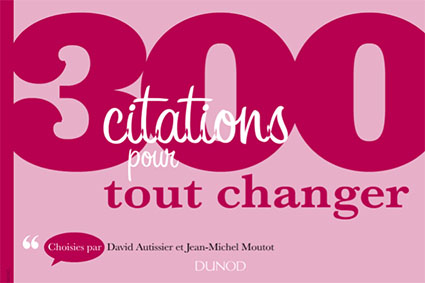 300
citations
pour
tout changer
“ Choisies par David Autissier et Jean-Michel Moutot
DUNOD